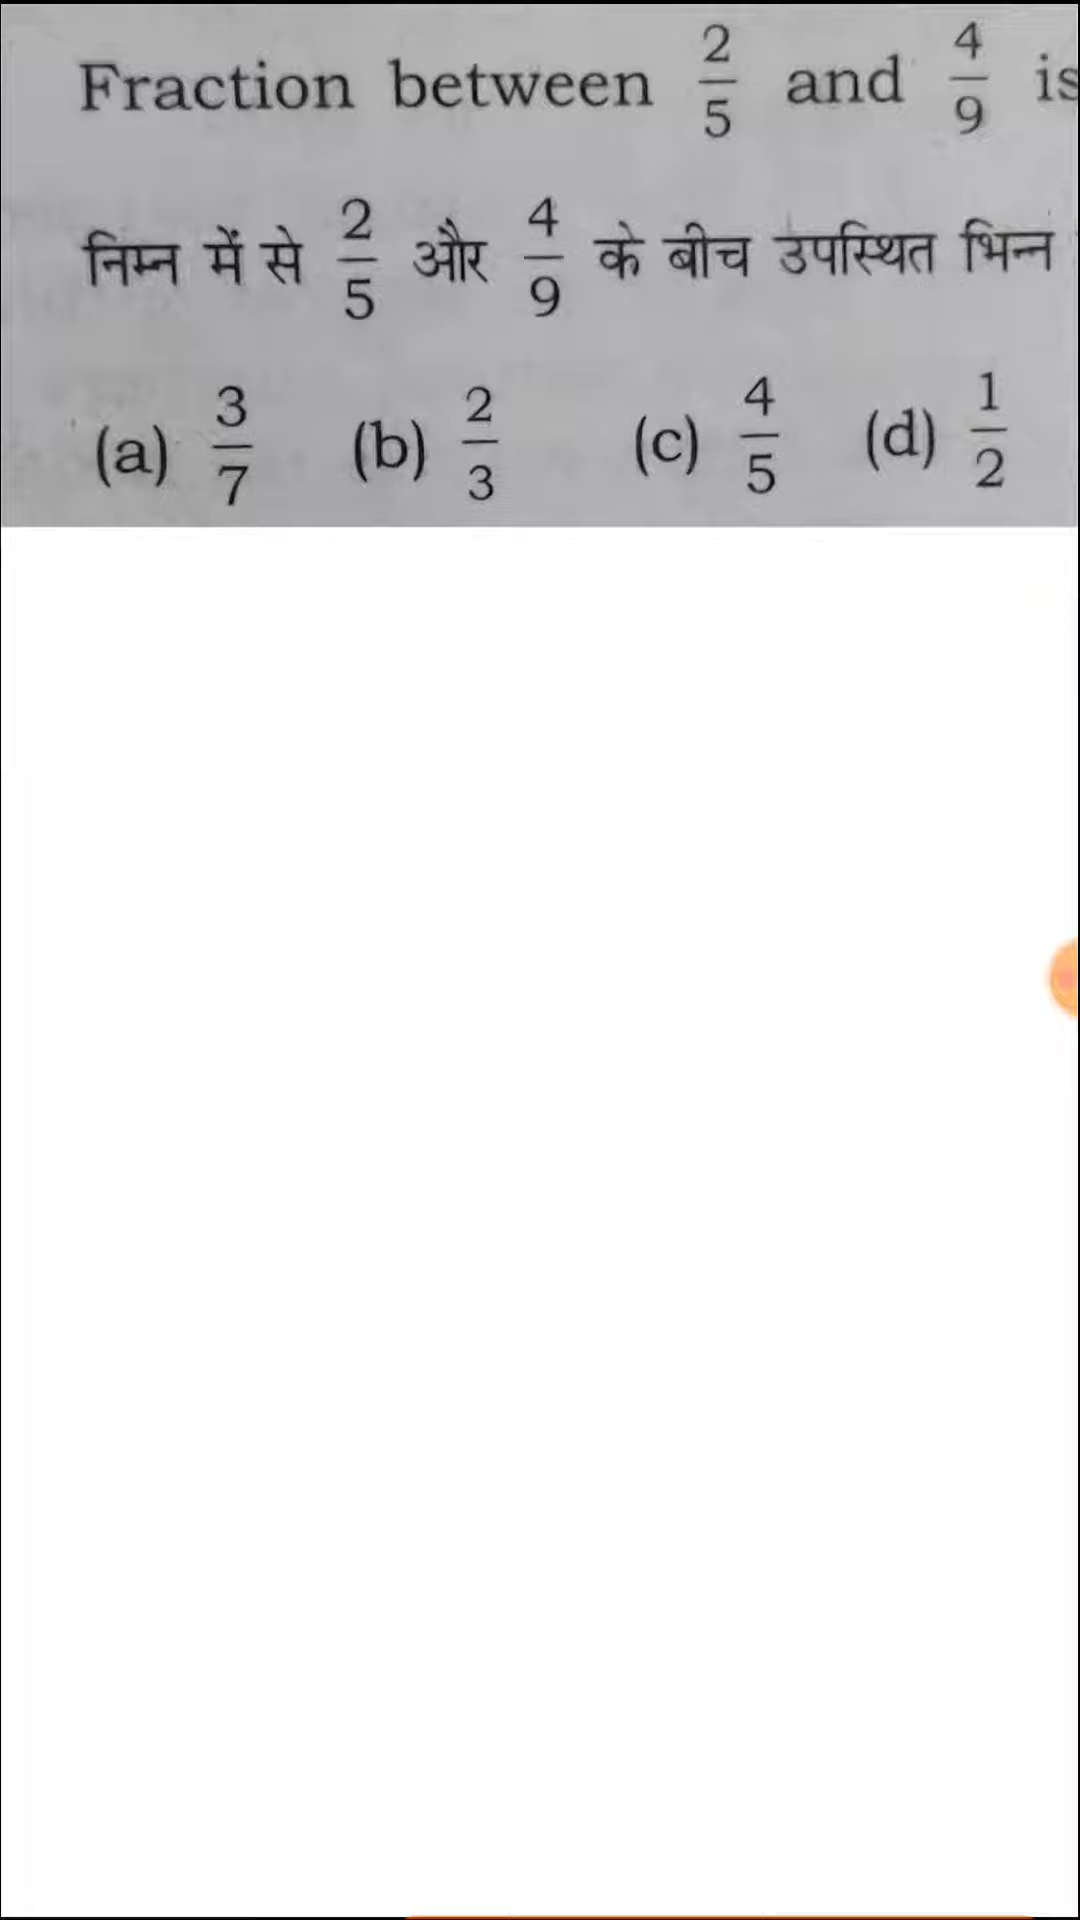 Fraction between 2/5 and 4/9 is
निम्न में से 2/5 और 4/9 के बीच उपस्थित भिन्न
(a) 3/7 (b) 2/3 (c) 4/5 (d) 1/2